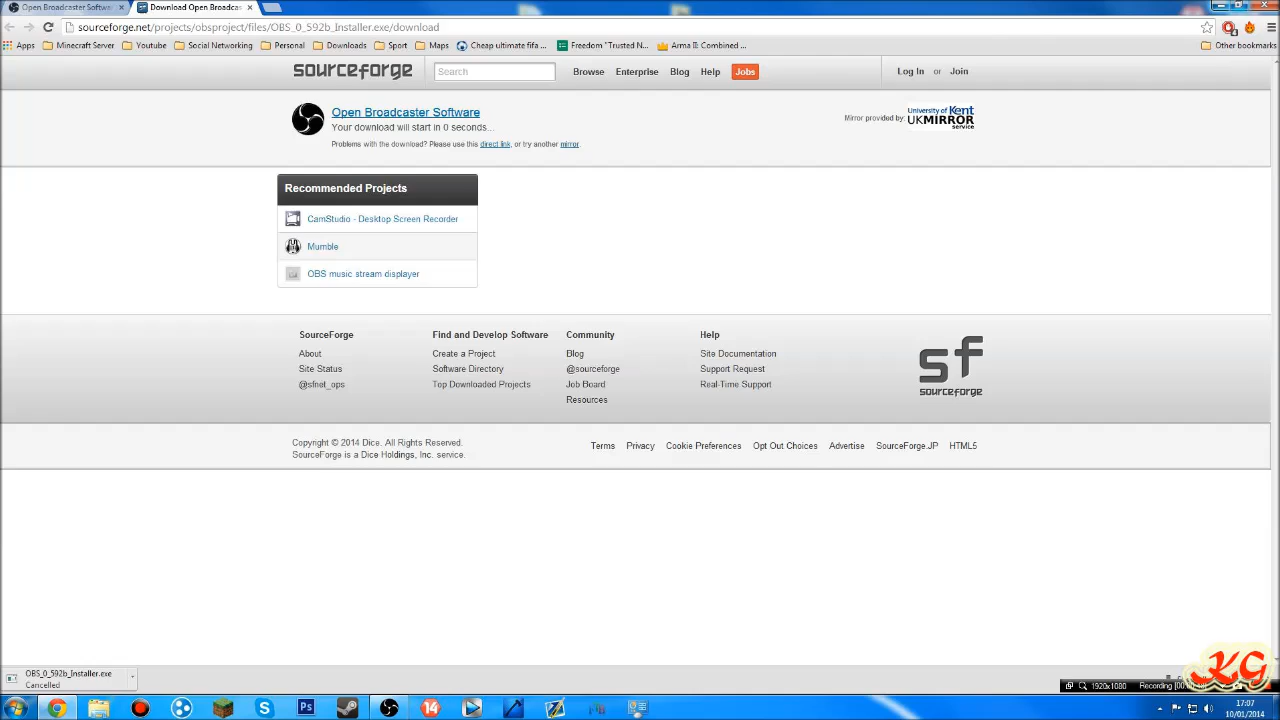 Open Broadcaster Software
Download Open Broadcas
sourceforge.net/projects/obsproject/files/OBS_0_592b_Installer.exe/download
Apps Minecraft Server Youtube Social Networking Personal Downloads Sport Maps Cheap ultimate fifa ... Freedom "Trusted N... Arma II: Combined ... Other bookmarks
sourceforge Search Browse Enterprise Blog Help Jobs Log In or Join
Open Broadcaster Software
Your download will start in 0 seconds...
Problems with the download? Please use this direct link, or try another mirror.
Mirror provided by:
University of Kent
UKMIRROR
service
Recommended Projects
CamStudio - Desktop Screen Recorder
Mumble
OBS music stream displayer
SourceForge
About
Site Status
@sfnet_ops
Find and Develop Software
Create a Project
Software Directory
Top Downloaded Projects
Community
Blog
@sourceforge
Job Board
Resources
Help
Site Documentation
Support Request
Real-Time Support
sf
sourceforge
Copyright © 2014 Dice. All Rights Reserved.
SourceForge is a Dice Holdings, Inc. service.
Terms Privacy Cookie Preferences Opt Out Choices Advertise SourceForge.JP HTML5
OBS_0_592b_Installer.exe
Cancelled
KG
1920x1080 Recording
Ps
14
17:07
10/01/2014